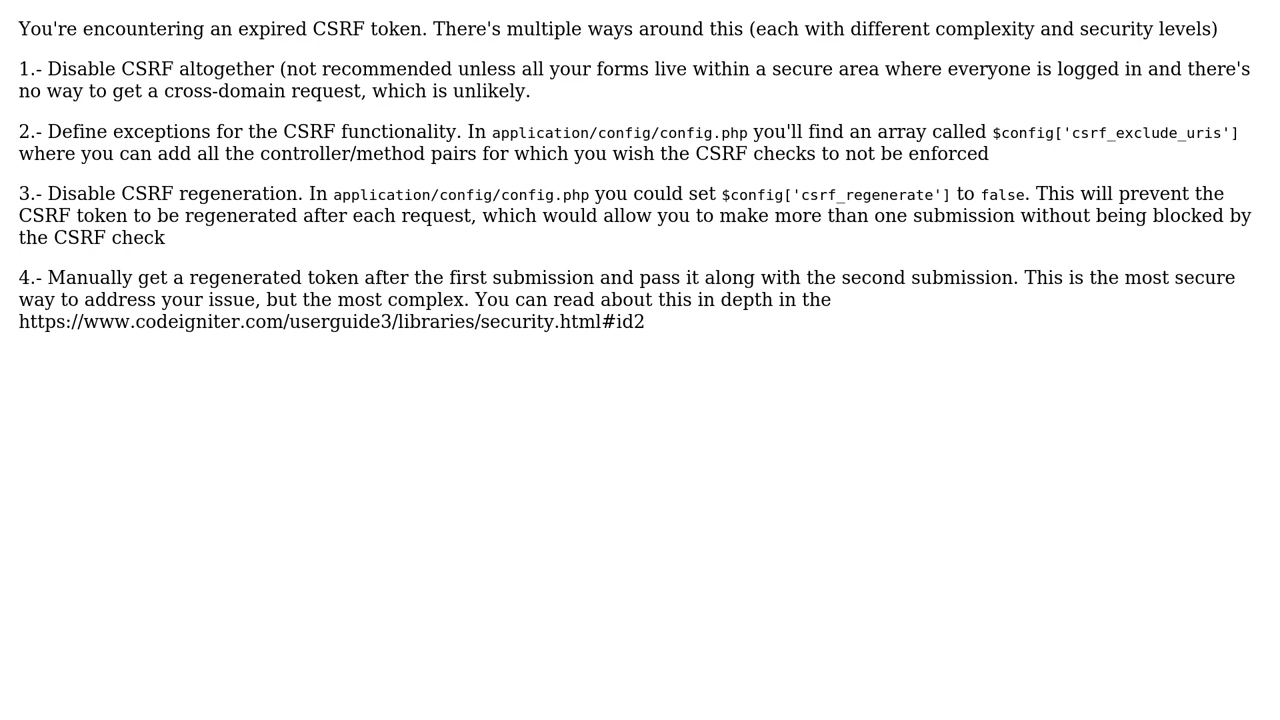 You're encountering an expired CSRF token. There's multiple ways around this (each with different complexity and security levels)
1.- Disable CSRF altogether (not recommended unless all your forms live within a secure area where everyone is logged in and there's
no way to get a cross-domain request, which is unlikely.
2.- Define exceptions for the CSRF functionality. In application/config/config.php you'll find an array called $config['csrf_exclude_uris']
where you can add all the controller/method pairs for which you wish the CSRF checks to not be enforced
3.- Disable CSRF regeneration. In application/config/config.php you could set $config['csrf_regenerate'] to false. This will prevent the
CSRF token to be regenerated after each request, which would allow you to make more than one submission without being blocked by
the CSRF check
4.- Manually get a regenerated token after the first submission and pass it along with the second submission. This is the most secure
way to address your issue, but the most complex. You can read about this in depth in the
https://www.codeigniter.com/userguide3/libraries/security.html#id2